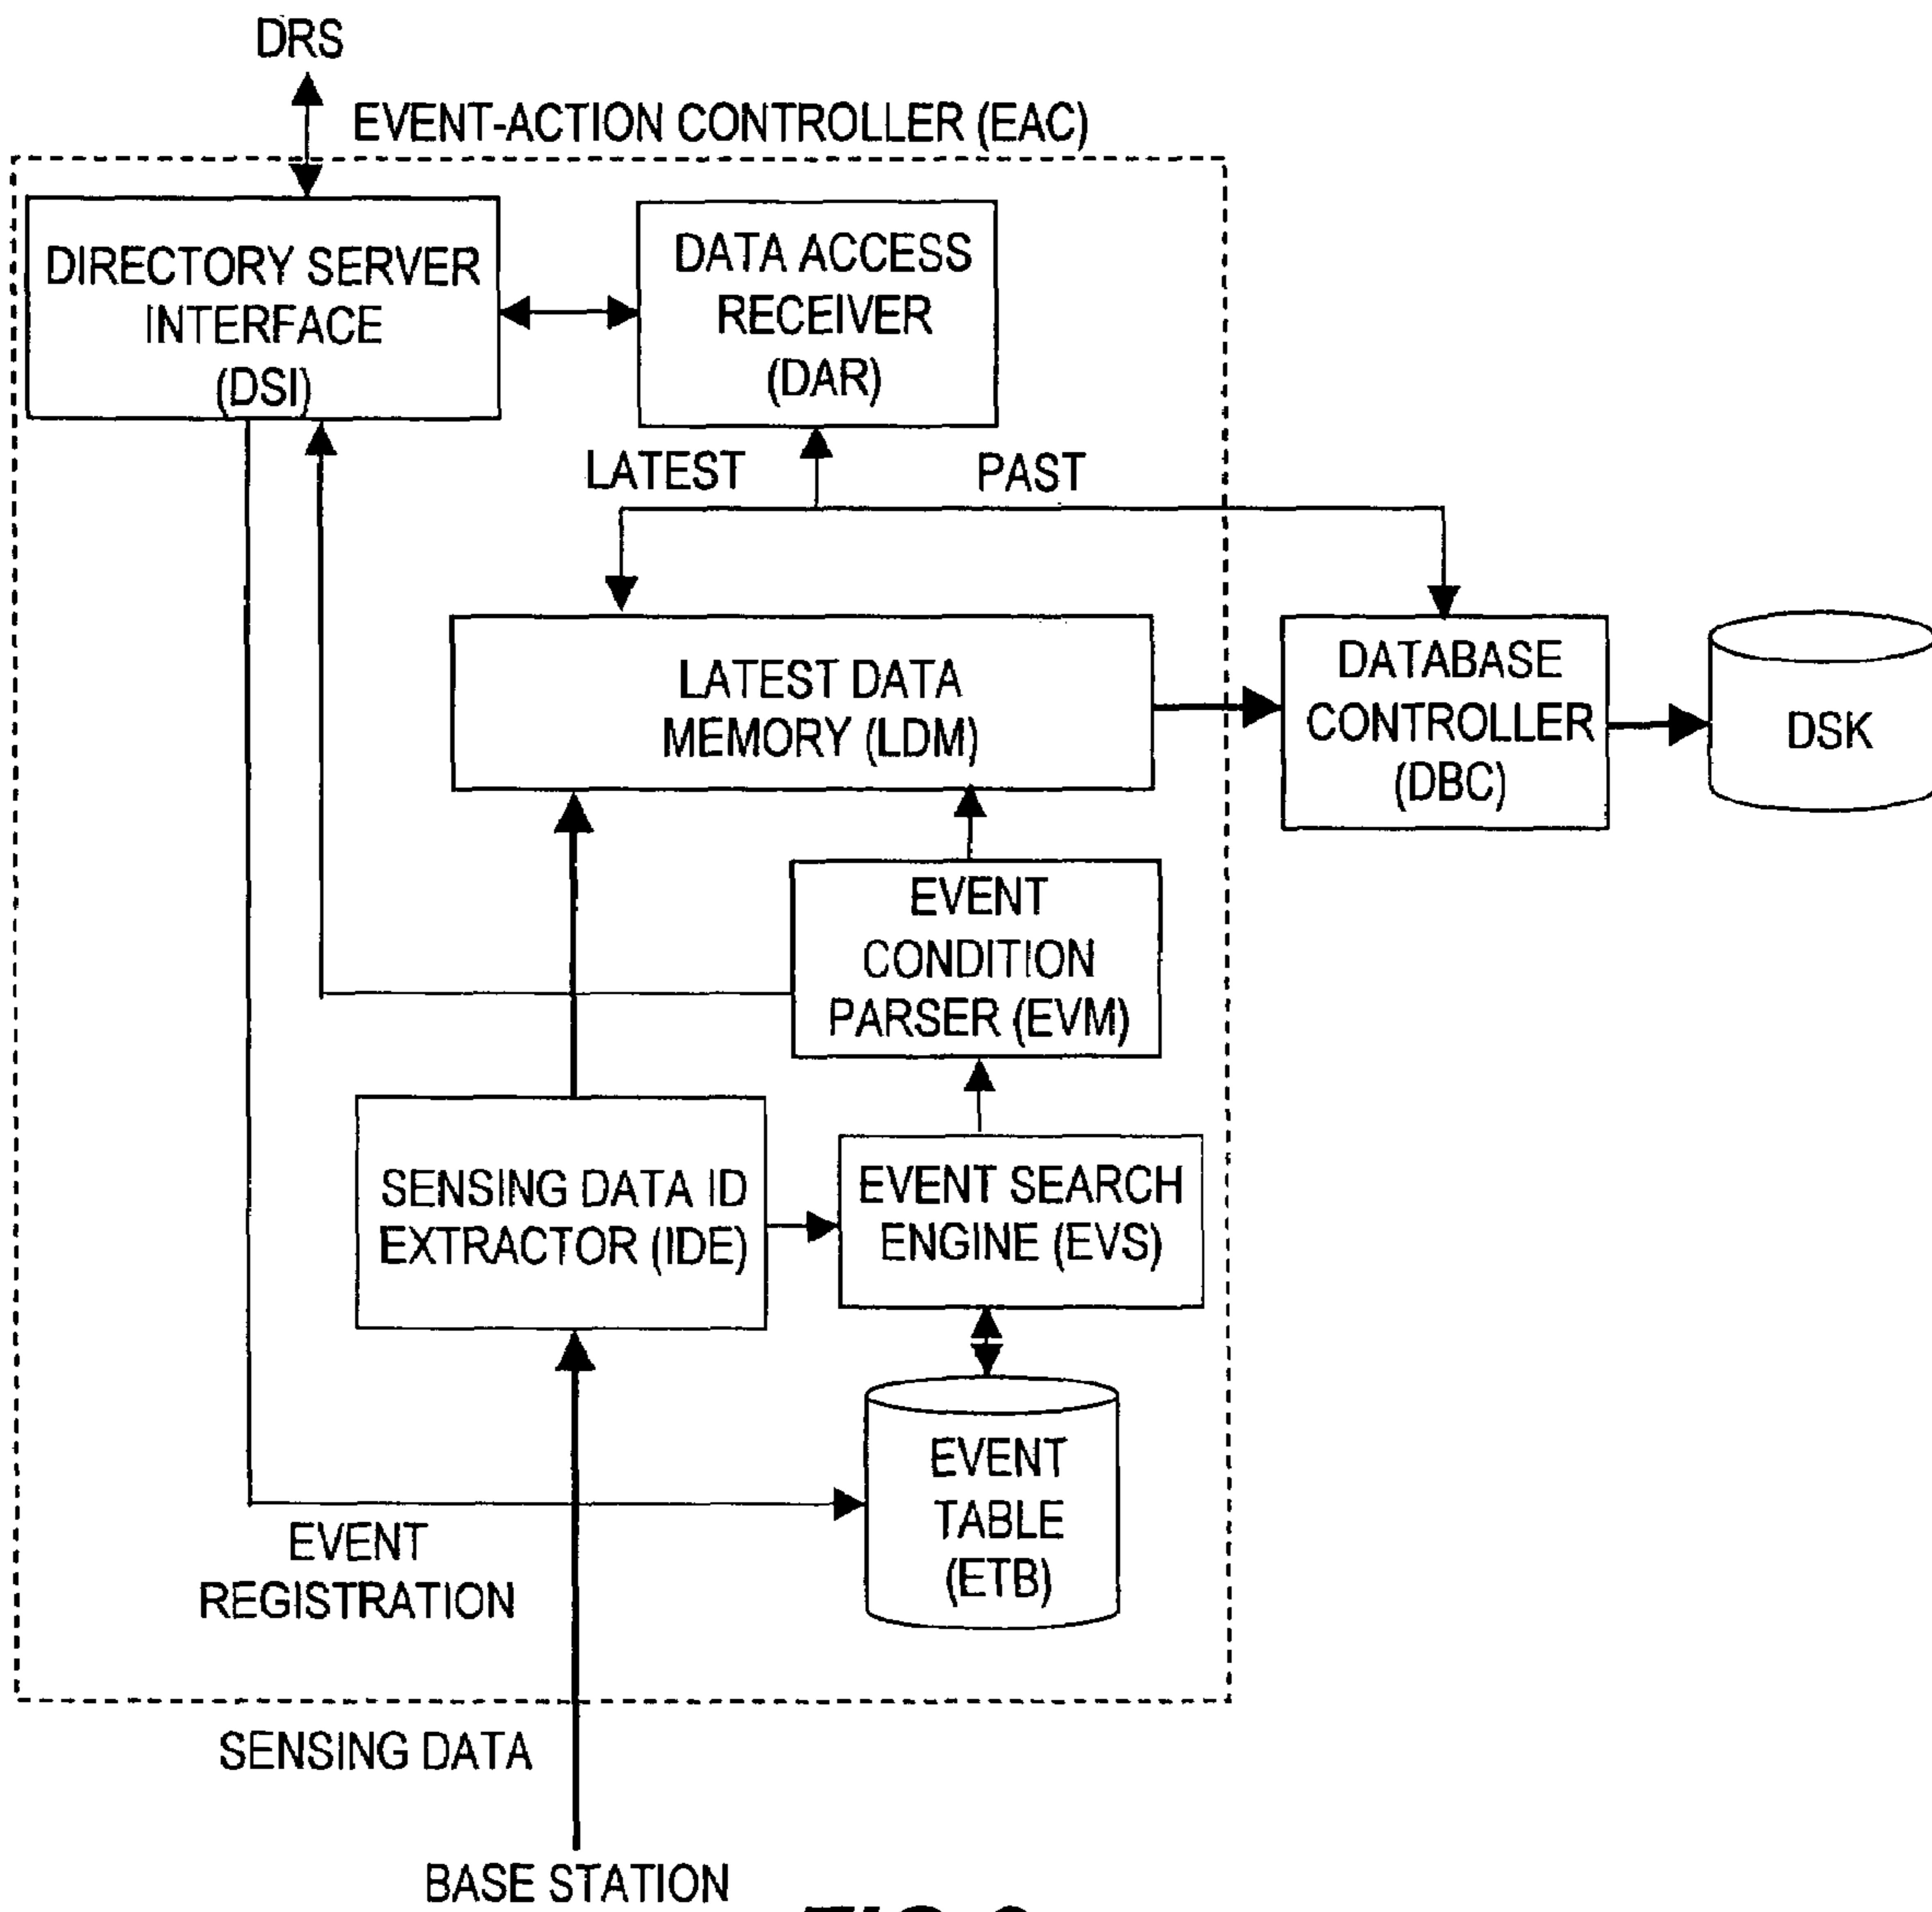 DRS
EVENT-ACTION CONTROLLER (EAC)
DIRECTORY SERVER
INTERFACE
(DSI)
DATA ACCESS
RECEIVER
(DAR)
LATEST
PAST
LATEST DATA
MEMORY (LDM)
DATABASE
CONTROLLER
(DBC)
DSK
EVENT
CONDITION
PARSER (EVM)
SENSING DATA ID
EXTRACTOR (IDE)
EVENT SEARCH
ENGINE (EVS)
EVENT
TABLE
(ETB)
EVENT
REGISTRATION
SENSING DATA
BASE STATION